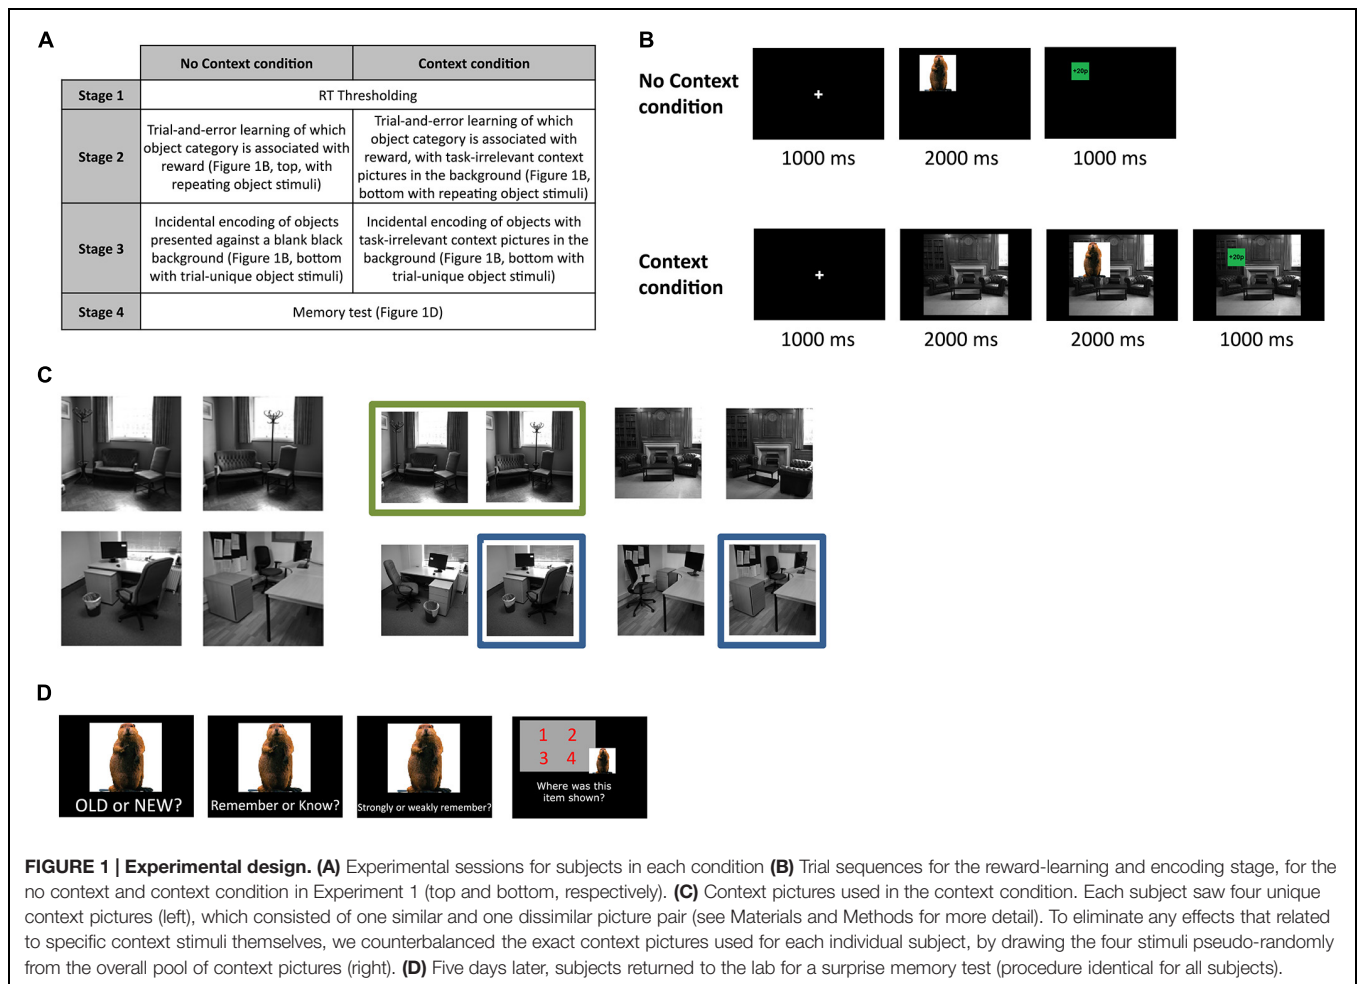 A
No Context condition
Context condition
Stage 1
RT Thresholding
Stage 2
Trial-and-error learning of which
object category is associated with
reward (Figure 1B, top, with
repeating object stimuli)
Trial-and-error learning of which
object category is associated with
reward, with task-irrelevant context
pictures in the background (Figure 1B,
bottom with repeating object stimuli)
Stage 3
Incidental encoding of objects
presented against a blank black
background (Figure 1B, bottom
with trial-unique object stimuli)
Incidental encoding of objects with
task-irrelevant context pictures in the
background (Figure 1B, bottom with
trial-unique object stimuli)
Stage 4
Memory test (Figure 1D)
B
No Context
condition
+20p
1000 ms
2000 ms
1000 ms
Context
condition
+20p
1000 ms
2000 ms
2000 ms
1000 ms
C
D
OLD or NEW?
Remember or Know?
Strongly or weakly remember?
1 2
3 4
Where was this
item shown?
FIGURE 1 | Experimental design. (A) Experimental sessions for subjects in each condition (B) Trial sequences for the reward-learning and encoding stage, for the
no context and context condition in Experiment 1 (top and bottom, respectively). (C) Context pictures used in the context condition. Each subject saw four unique
context pictures (left), which consisted of one similar and one dissimilar picture pair (see Materials and Methods for more detail). To eliminate any effects that related
to specific context stimuli themselves, we counterbalanced the exact context pictures used for each individual subject, by drawing the four stimuli pseudo-randomly
from the overall pool of context pictures (right). (D) Five days later, subjects returned to the lab for a surprise memory test (procedure identical for all subjects).